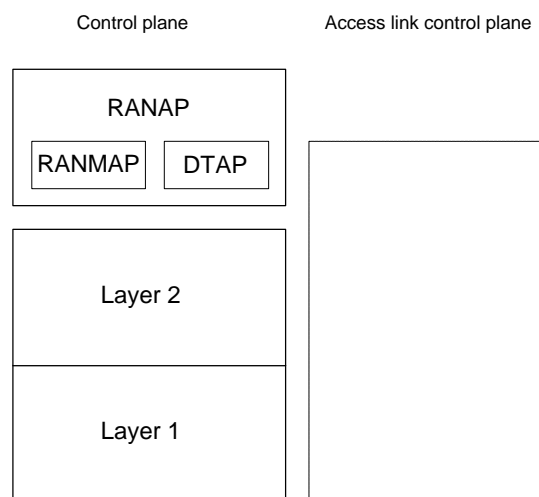 Control plane
Access link control plane
RANAP
RANMAP
DTAP
Layer 2
Layer 1